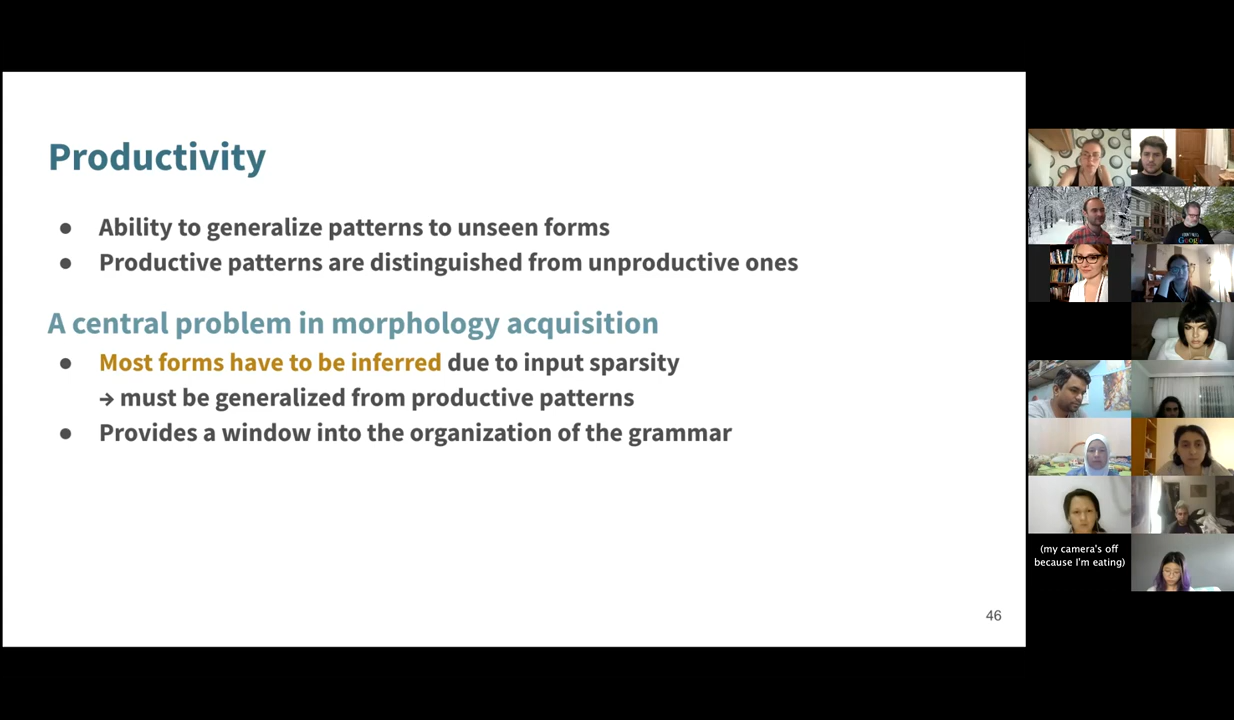 Productivity
● Ability to generalize patterns to unseen forms
● Productive patterns are distinguished from unproductive ones
A central problem in morphology acquisition
● Most forms have to be inferred due to input sparsity
→ must be generalized from productive patterns
● Provides a window into the organization of the grammar
46
Google
(my camera's off
because I'm eating)